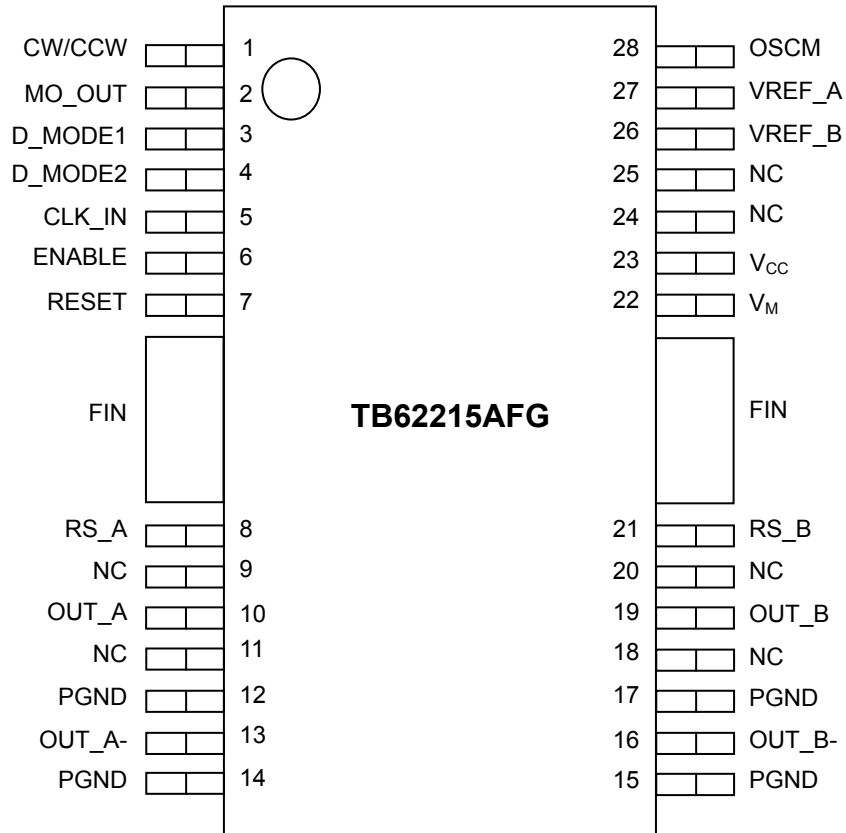 CW/CCW 1 28 OSCM
MO_OUT 2 27 VREF_A
D_MODE1 3 26 VREF_B
D_MODE2 4 25 NC
CLK_IN 5 24 NC
ENABLE 6 23 VCC
RESET 7 22 VM
FIN TB62215AFG FIN
RS_A 8 21 RS_B
NC 9 20 NC
OUT_A 10 19 OUT_B
NC 11 18 NC
PGND 12 17 PGND
OUT_A- 13 16 OUT_B-
PGND 14 15 PGND